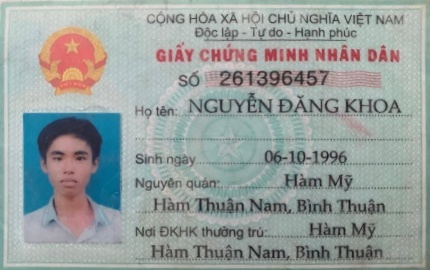 CỘNG HÒA XÃ HỘI CHỦ NGHĨA VIỆT NAM
Độc lập - Tự do - Hạnh phúc
GIẤY CHỨNG MINH NHÂN DÂN
SỐ 261396457
Họ tên: NGUYỄN ĐĂNG KHOA
Sinh ngày 06-10-1996
Nguyên quán: Hàm Mỹ
Hàm Thuận Nam, Bình Thuận
Nơi ĐKHK thường trú: Hàm Mỹ
Hàm Thuận Nam, Bình Thuận